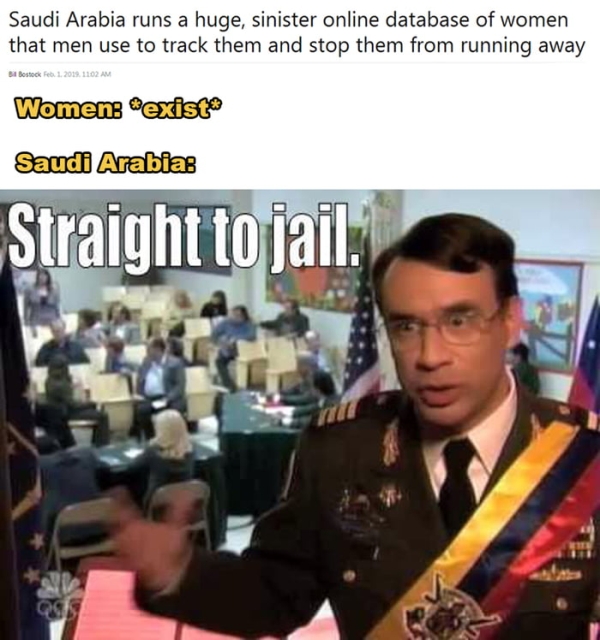 Saudi Arabia runs a huge, sinister online database of women
that men use to track them and stop them from running away
Bill Bostock Feb. 1, 2019, 11:02 AM
Women: *exist*
Saudi Arabia:
Straight to jail.